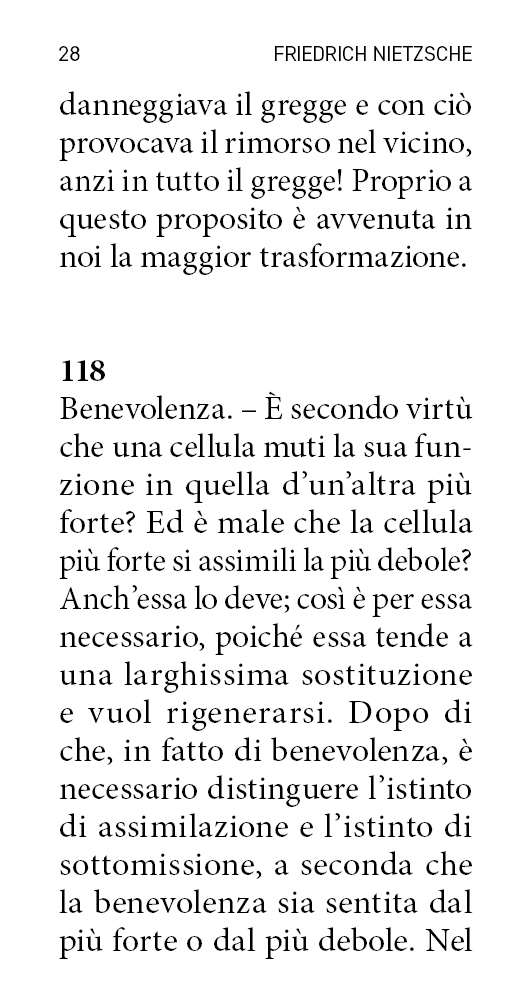 28 FRIEDRICH NIETZSCHE
danneggiava il gregge e con ciò
provocava il rimorso nel vicino,
anzi in tutto il gregge! Proprio a
questo proposito è avvenuta in
noi la maggior trasformazione.
118
Benevolenza. – È secondo virtù
che una cellula muti la sua fun-
zione in quella d’un’altra più
forte? Ed è male che la cellula
più forte si assimili la più debole?
Anch’essa lo deve; così è per essa
necessario, poiché essa tende a
una larghissima sostituzione
e vuol rigenerarsi. Dopo di
che, in fatto di benevolenza, è
necessario distinguere l’istinto
di assimilazione e l’istinto di
sottomissione, a seconda che
la benevolenza sia sentita dal
più forte o dal più debole. Nel